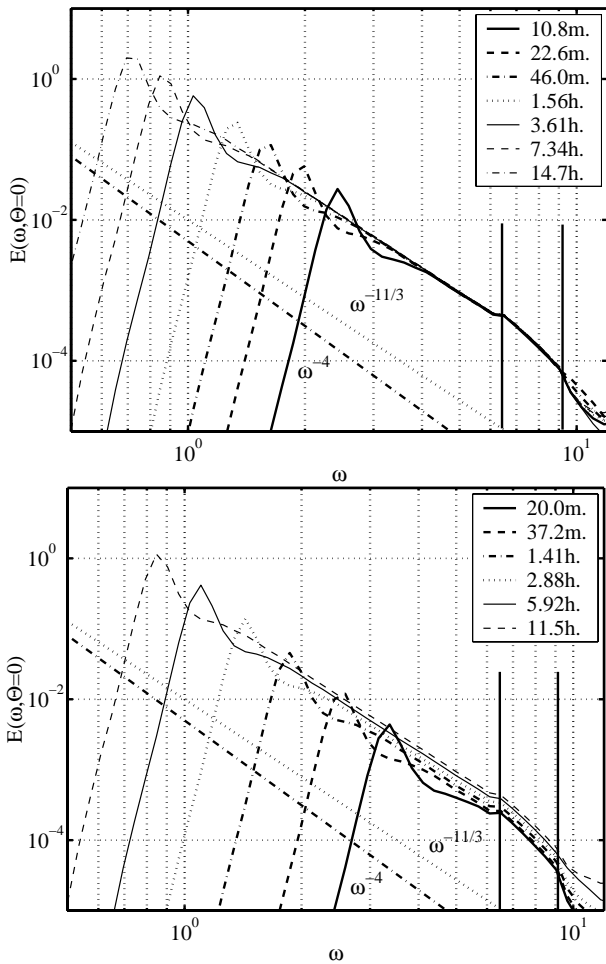 10.8m.
22.6m.
46.0m.
1.56h.
3.61h.
7.34h.
14.7h.
10^0
10^−2
10^−4
E(ω,Θ=0)
ω^−11/3
ω^−4
10^0
10^1
ω
20.0m.
37.2m.
1.41h.
2.88h.
5.92h.
11.5h.
10^0
10^−2
10^−4
E(ω,Θ=0)
ω^−11/3
ω^−4
10^0
10^1
ω